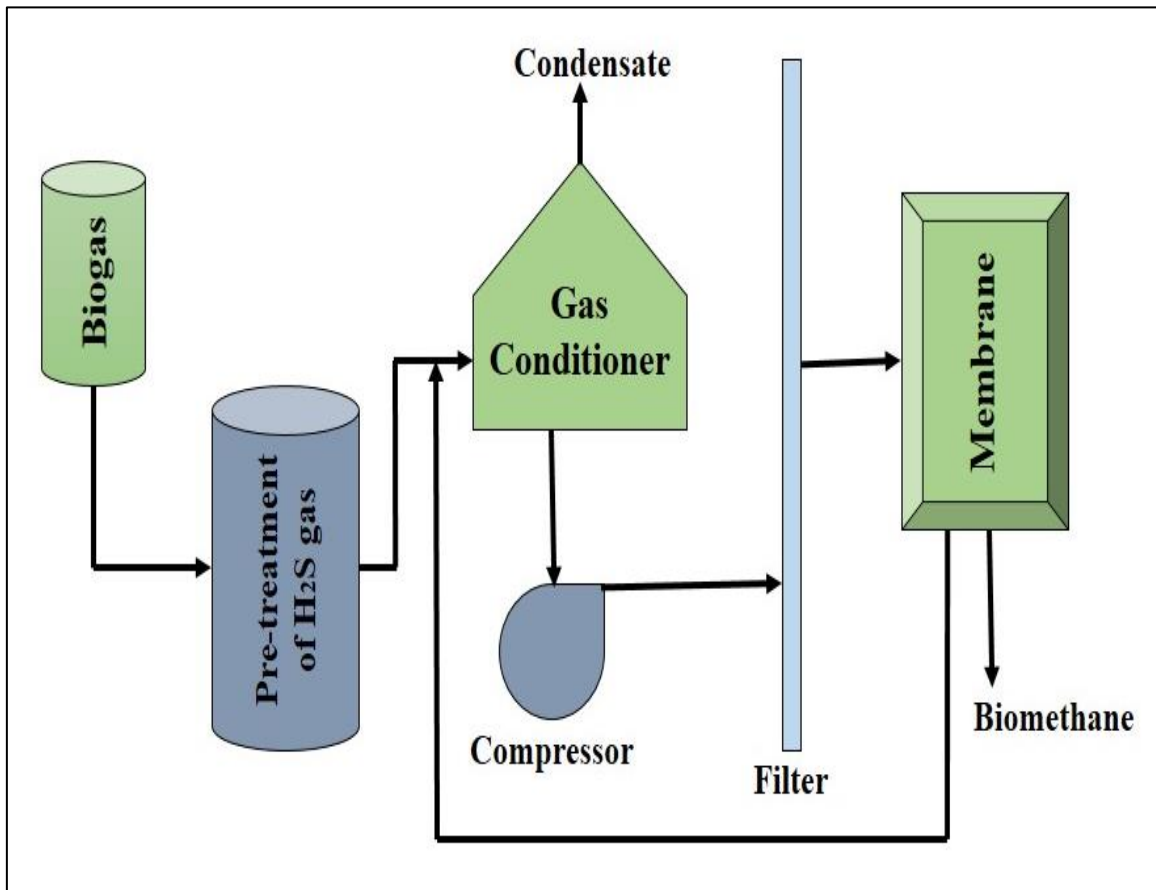 Condensate
Biogas
Pre-treatment
of H₂S gas
Gas
Conditioner
Compressor
Filter
Membrane
Biomethane